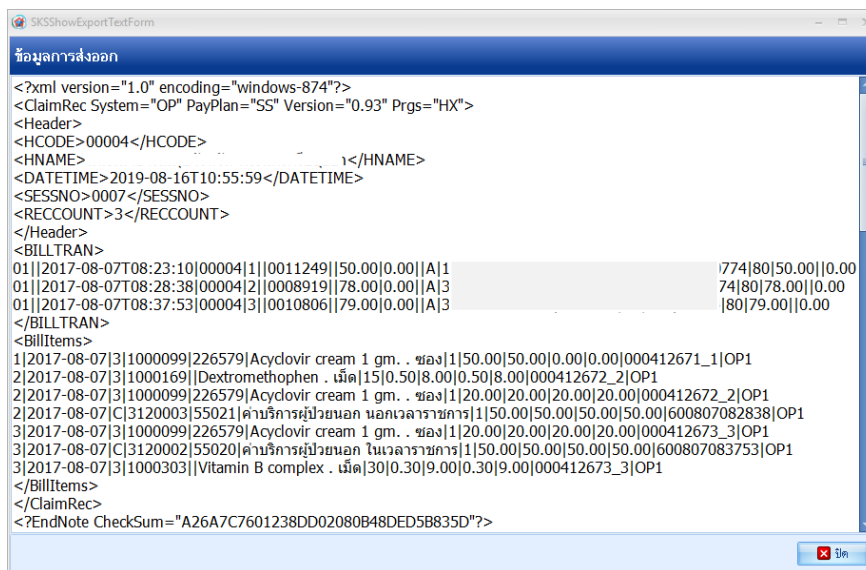 SKSShowExportTextForm
ข้อมูลการส่งออก
<?xml version="1.0" encoding="windows-874"?>
<ClaimRec System="OP" PayPlan="SS" Version="0.93" Prgs="HX">
<Header>
<HCODE>00004</HCODE>
<HNAME> </HNAME>
<DATETIME>2019-08-16T10:55:59</DATETIME>
<SESSNO>0007</SESSNO>
<RECCOUNT>3</RECCOUNT>
</Header>
<BILLTRAN>
01||2017-08-07T08:23:10|00004|1||0011249||50.00|0.00||A|1 774|80|50.00||0.00
01||2017-08-07T08:28:38|00004|2||0008919||78.00|0.00||A|3 74|80|78.00||0.00
01||2017-08-07T08:37:53|00004|3||0010806||79.00|0.00||A|3 |80|79.00||0.00
</BILLTRAN>
<BillItems>
1|2017-08-07|3|1000099|226579|Acyclovir cream 1 gm. . ซอง|1|50.00|50.00|0.00|0.00|000412671_1|OP1
2|2017-08-07|3|1000169||Dextromethophen . เม็ด|15|0.50|8.00|0.50|8.00|000412672_2|OP1
2|2017-08-07|3|1000099|226579|Acyclovir cream 1 gm. . ซอง|1|20.00|20.00|20.00|20.00|000412672_2|OP1
2|2017-08-07|C|3120003|55021|ค่าบริการผู้ป่วยนอก นอกเวลาราชการ|1|50.00|50.00|50.00|50.00|600807082838|OP1
3|2017-08-07|3|1000099|226579|Acyclovir cream 1 gm. . ซอง|1|20.00|20.00|20.00|20.00|000412673_3|OP1
3|2017-08-07|C|3120002|55020|ค่าบริการผู้ป่วยนอก ในเวลาราชการ|1|50.00|50.00|50.00|50.00|600807083753|OP1
3|2017-08-07|3|1000303||Vitamin B complex . เม็ด|30|0.30|9.00|0.30|9.00|000412673_3|OP1
</BillItems>
</ClaimRec>
<?EndNote CheckSum="A26A7C7601238DD02080B48DED5B835D"?>
ปิด